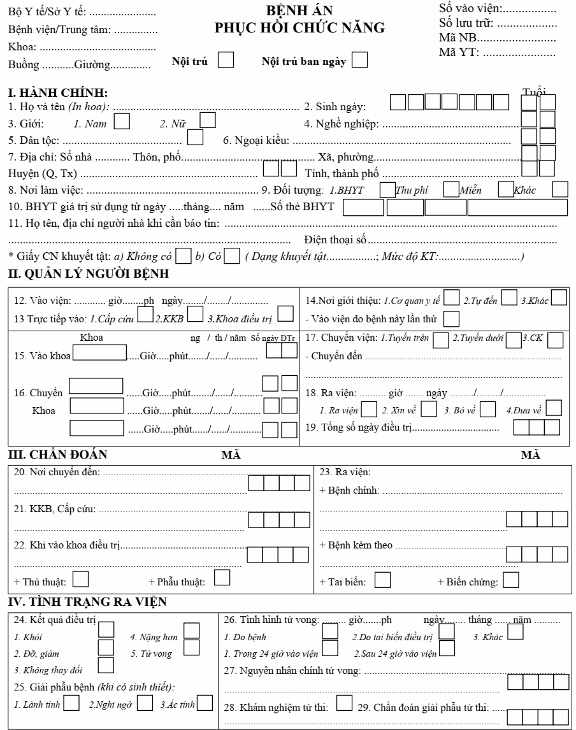 Bộ Y tế/Sở Y tế: ...............
BỆNH ÁN
Số vào viện:...............
Bệnh viện/Trung tâm: .............
PHỤC HỒI CHỨC NĂNG
Số lưu trữ: ................
Khoa: ......................
Mã NB......................
Buồng ...........Giường............
Nội trú
Nội trú ban ngày
Mã YT: ....................
I. HÀNH CHÍNH:
Tuổi
1. Họ và tên (In hoa): ............................................ 2. Sinh ngày:
3. Giới: 1. Nam 2. Nữ 4. Nghề nghiệp: ..................
5. Dân tộc: .............................. 6. Ngoại kiều: .............................
7. Địa chỉ: Số nhà ........... Thôn, phố............................ Xã, phường......................
Huyện (Q, Tx) ............................ Tỉnh, thành phố ....................
8. Nơi làm việc: ........................................ 9. Đối tượng: 1.BHYT Thu phí Miễn Khác
10. BHYT giá trị sử dụng từ ngày .....tháng.... năm ......Số thẻ BHYT
11. Họ tên, địa chỉ người nhà khi cần báo tin: ..................................................
........................................................ Điện thoại số..............................
* Giấy CN khuyết tật: a) Không có b) Có ( Dạng khuyết tật................; Mức độ KT:.....................)
II. QUẢN LÝ NGƯỜI BỆNH
12. Vào viện: ............ giờ......ph ngày....../....../........
13 Trực tiếp vào: 1.Cấp cứu 2.KKB 3.Khoa điều trị
14.Nơi giới thiệu: 1.Cơ quan y tế 2.Tự đến 3.Khác
- Vào viện do bệnh này lần thứ
Khoa ng / th / năm Số ngày ĐTr
15. Vào khoa ....Giờ....phút....../....../........
16. Chuyển .....Giờ....phút....../....../........
Khoa ....Giờ....phút....../....../........
.....Giờ....phút....../....../........
17. Chuyển viện: 1.Tuyến trên 2.Tuyến dưới 3.CK
- Chuyển đến ........................................
........................................................
18. Ra viện: ....... giờ ngày ....../....../
1. Ra viện 2. Xin về 3. Bỏ về 4.Đưa về
19. Tổng số ngày điều trị..................
III. CHẨN ĐOÁN MÃ MÃ
20. Nơi chuyển đến: ..............................
21. KKB, Cấp cứu: ..............................
22. Khi vào khoa điều trị..............................
+ Thủ thuật: + Phẫu thuật:
23. Ra viện:
+ Bệnh chính: ..............................
+ Bệnh kèm theo ..............................
+ Tai biến: + Biến chứng:
IV. TÌNH TRẠNG RA VIỆN
24. Kết quả điều trị
1. Khỏi 4. Nặng hơn
2. Đỡ, giảm 5. Tử vong
3. Không thay đổi
25. Giải phẫu bệnh (khi có sinh thiết):
1. Lành tính 2.Nghi ngờ 3.Ác tính
26. Tình hình tử vong: ....... giờ......ph ngày....... tháng ....năm ........
1. Do bệnh 2.Do tai biến điều trị 3. Khác
1. Trong 24 giờ vào viện 2.Sau 24 giờ vào viện
27. Nguyên nhân chính tử vong: ..............................
28. Khám nghiệm tử thi: 29. Chẩn đoán giải phẫu tử thi: ......